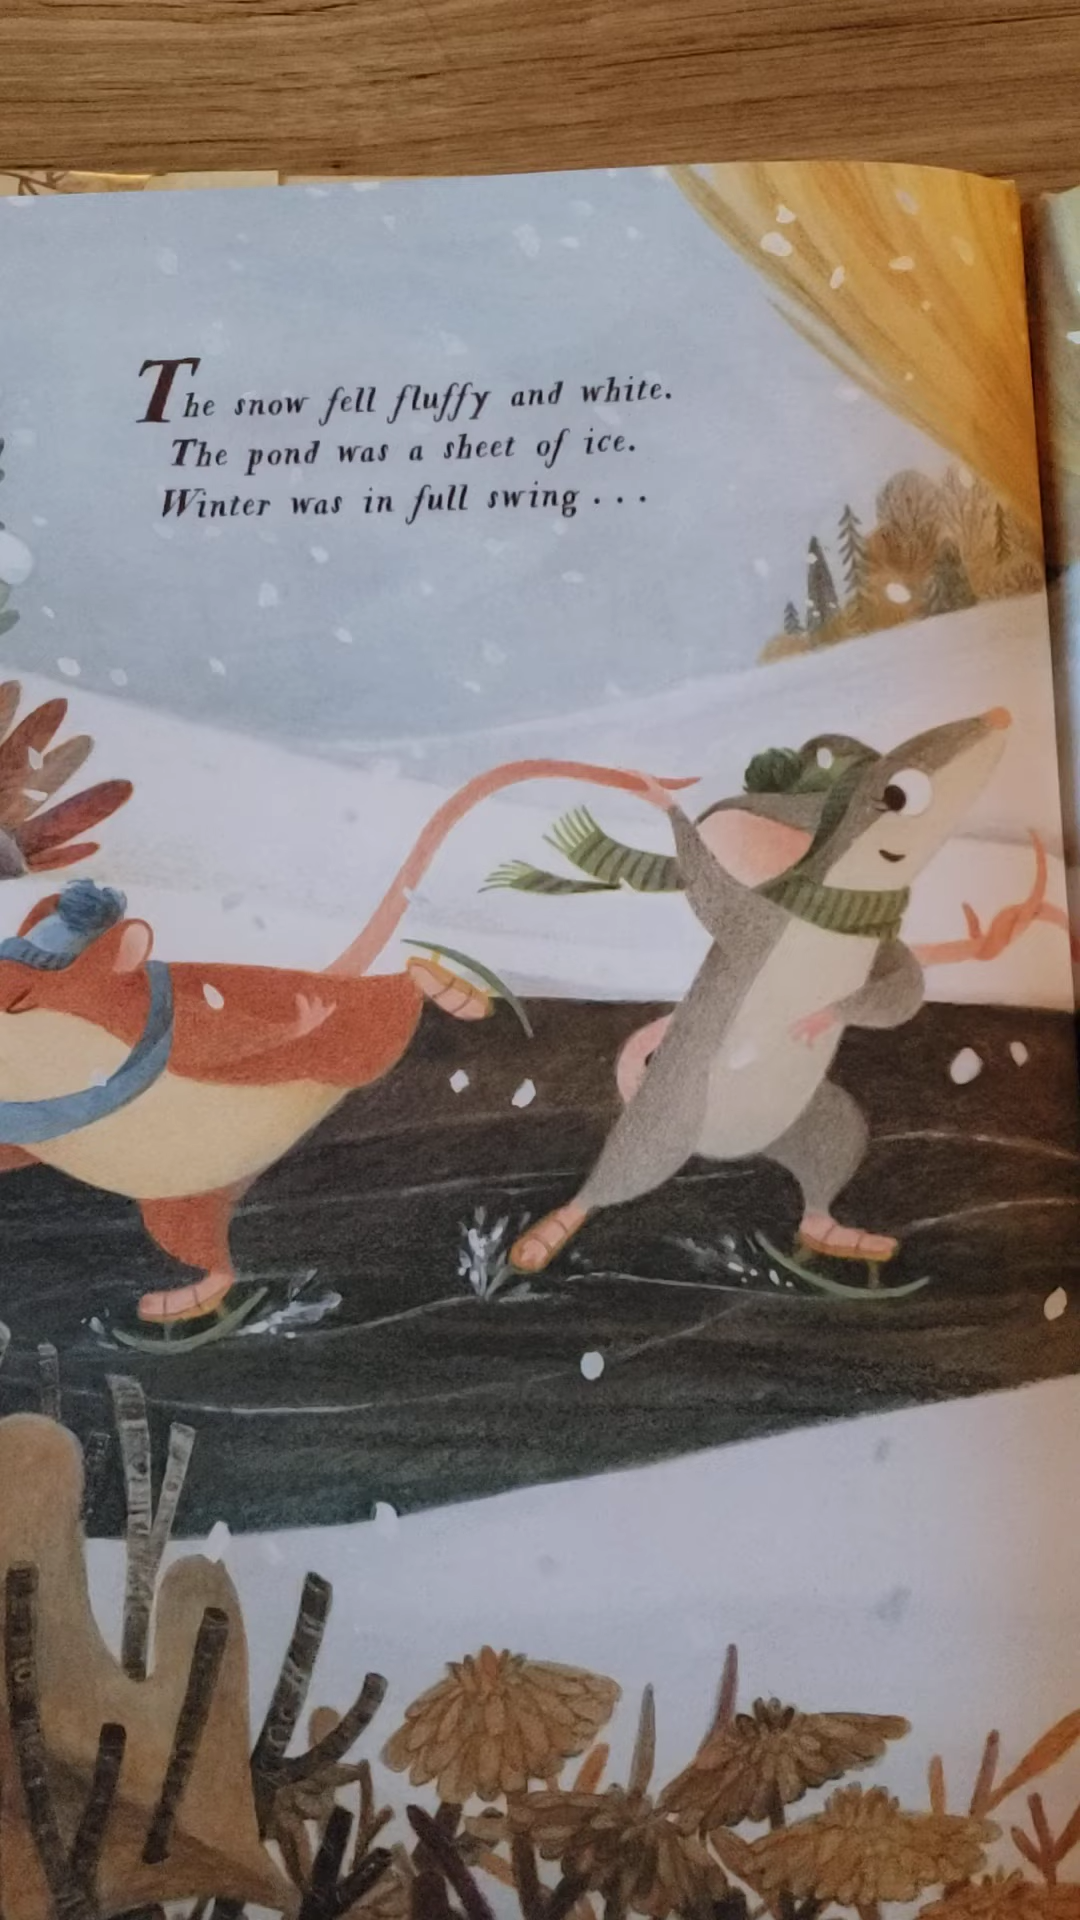 The snow fell fluffy and white.
The pond was a sheet of ice.
Winter was in full swing . . .